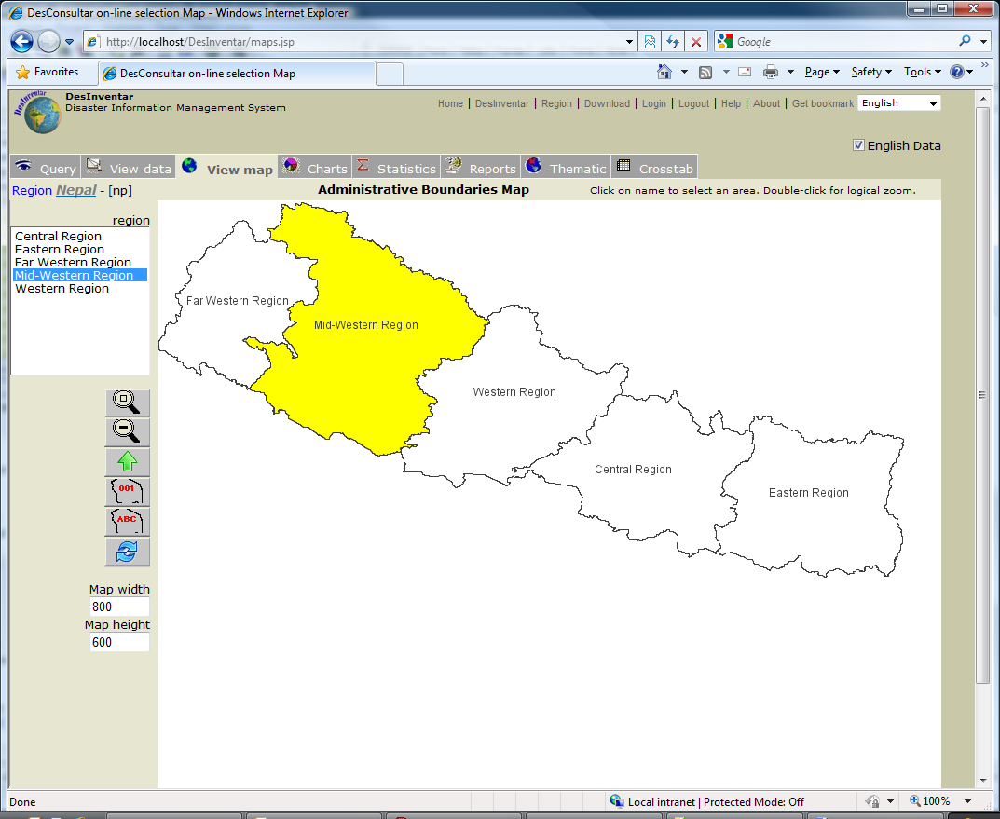 DesConsultar on-line selection Map - Windows Internet Explorer
http://localhost/DesInventar/maps.jsp
Google
Favorites
DesConsultar on-line selection Map
Page
Safety
Tools
DesInventar
DesInventar
Disaster Information Management System
Home | DesInventar | Region | Download | Login | Logout | Help | About | Get bookmark
English
English Data
Query
View data
View map
Charts
Statistics
Reports
Thematic
Crosstab
Region Nepal - [np]
Administrative Boundaries Map
Click on name to select an area. Double-click for logical zoom.
region
Central Region
Eastern Region
Far Western Region
Mid-Western Region
Western Region
Far Western Region
Mid-Western Region
Western Region
Central Region
Eastern Region
001
ABC
Map width
800
Map height
600
Done
Local intranet | Protected Mode: Off
100%